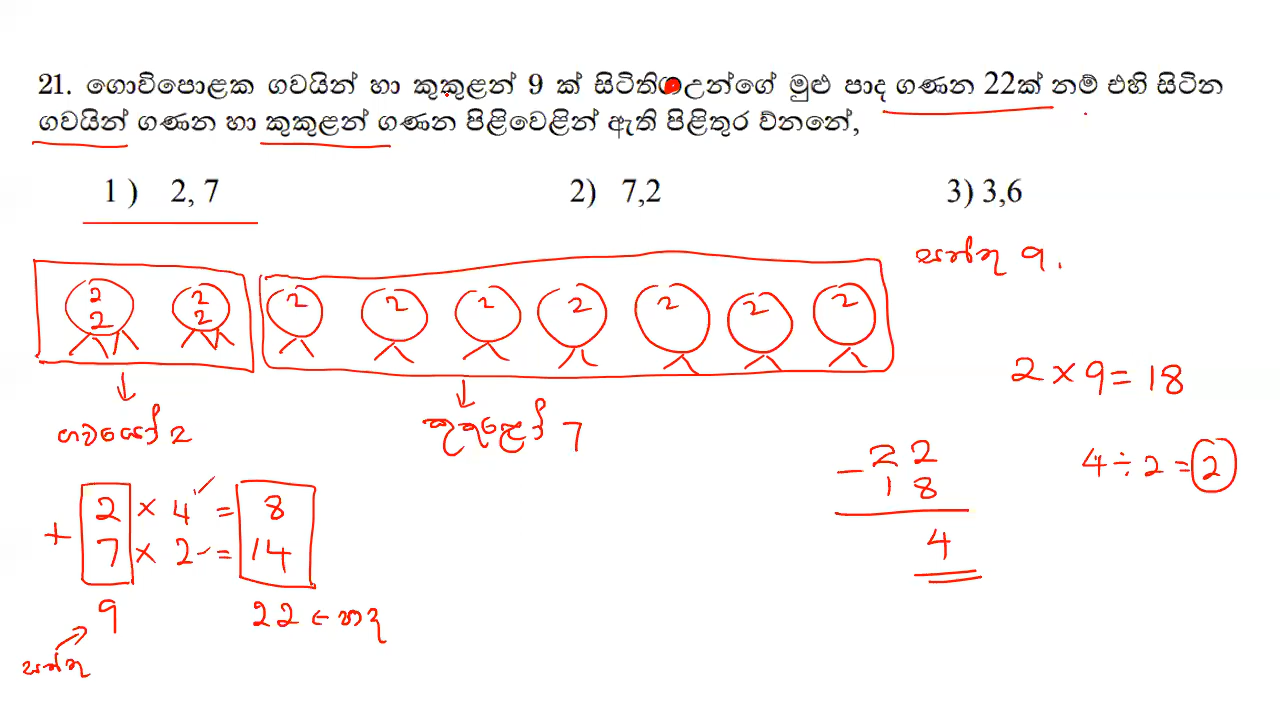 21. ගොවිපොළක ගවයින් හා කුකුළන් 9 ක් සිටිති උන්ගේ මුළු පාද ගණන 22ක් නම් එහි සිටින
ගවයින් ගණන හා කුකුළන් ගණන පිළිවෙළින් ඇති පිළිතුර වනනේ,
1 ) 2, 7 2) 7,2 3) 3,6
සත්තු 9.
2 2 2 2 2 2 2 2 2
2 2
2 × 9 = 18
ගවයෝ 2 කුකුළෝ 7
22
- 18
4
4 ÷ 2 = 2
2 × 4 = 8
+ 7 × 2 = 14
9 22 ← පාද
සත්තු